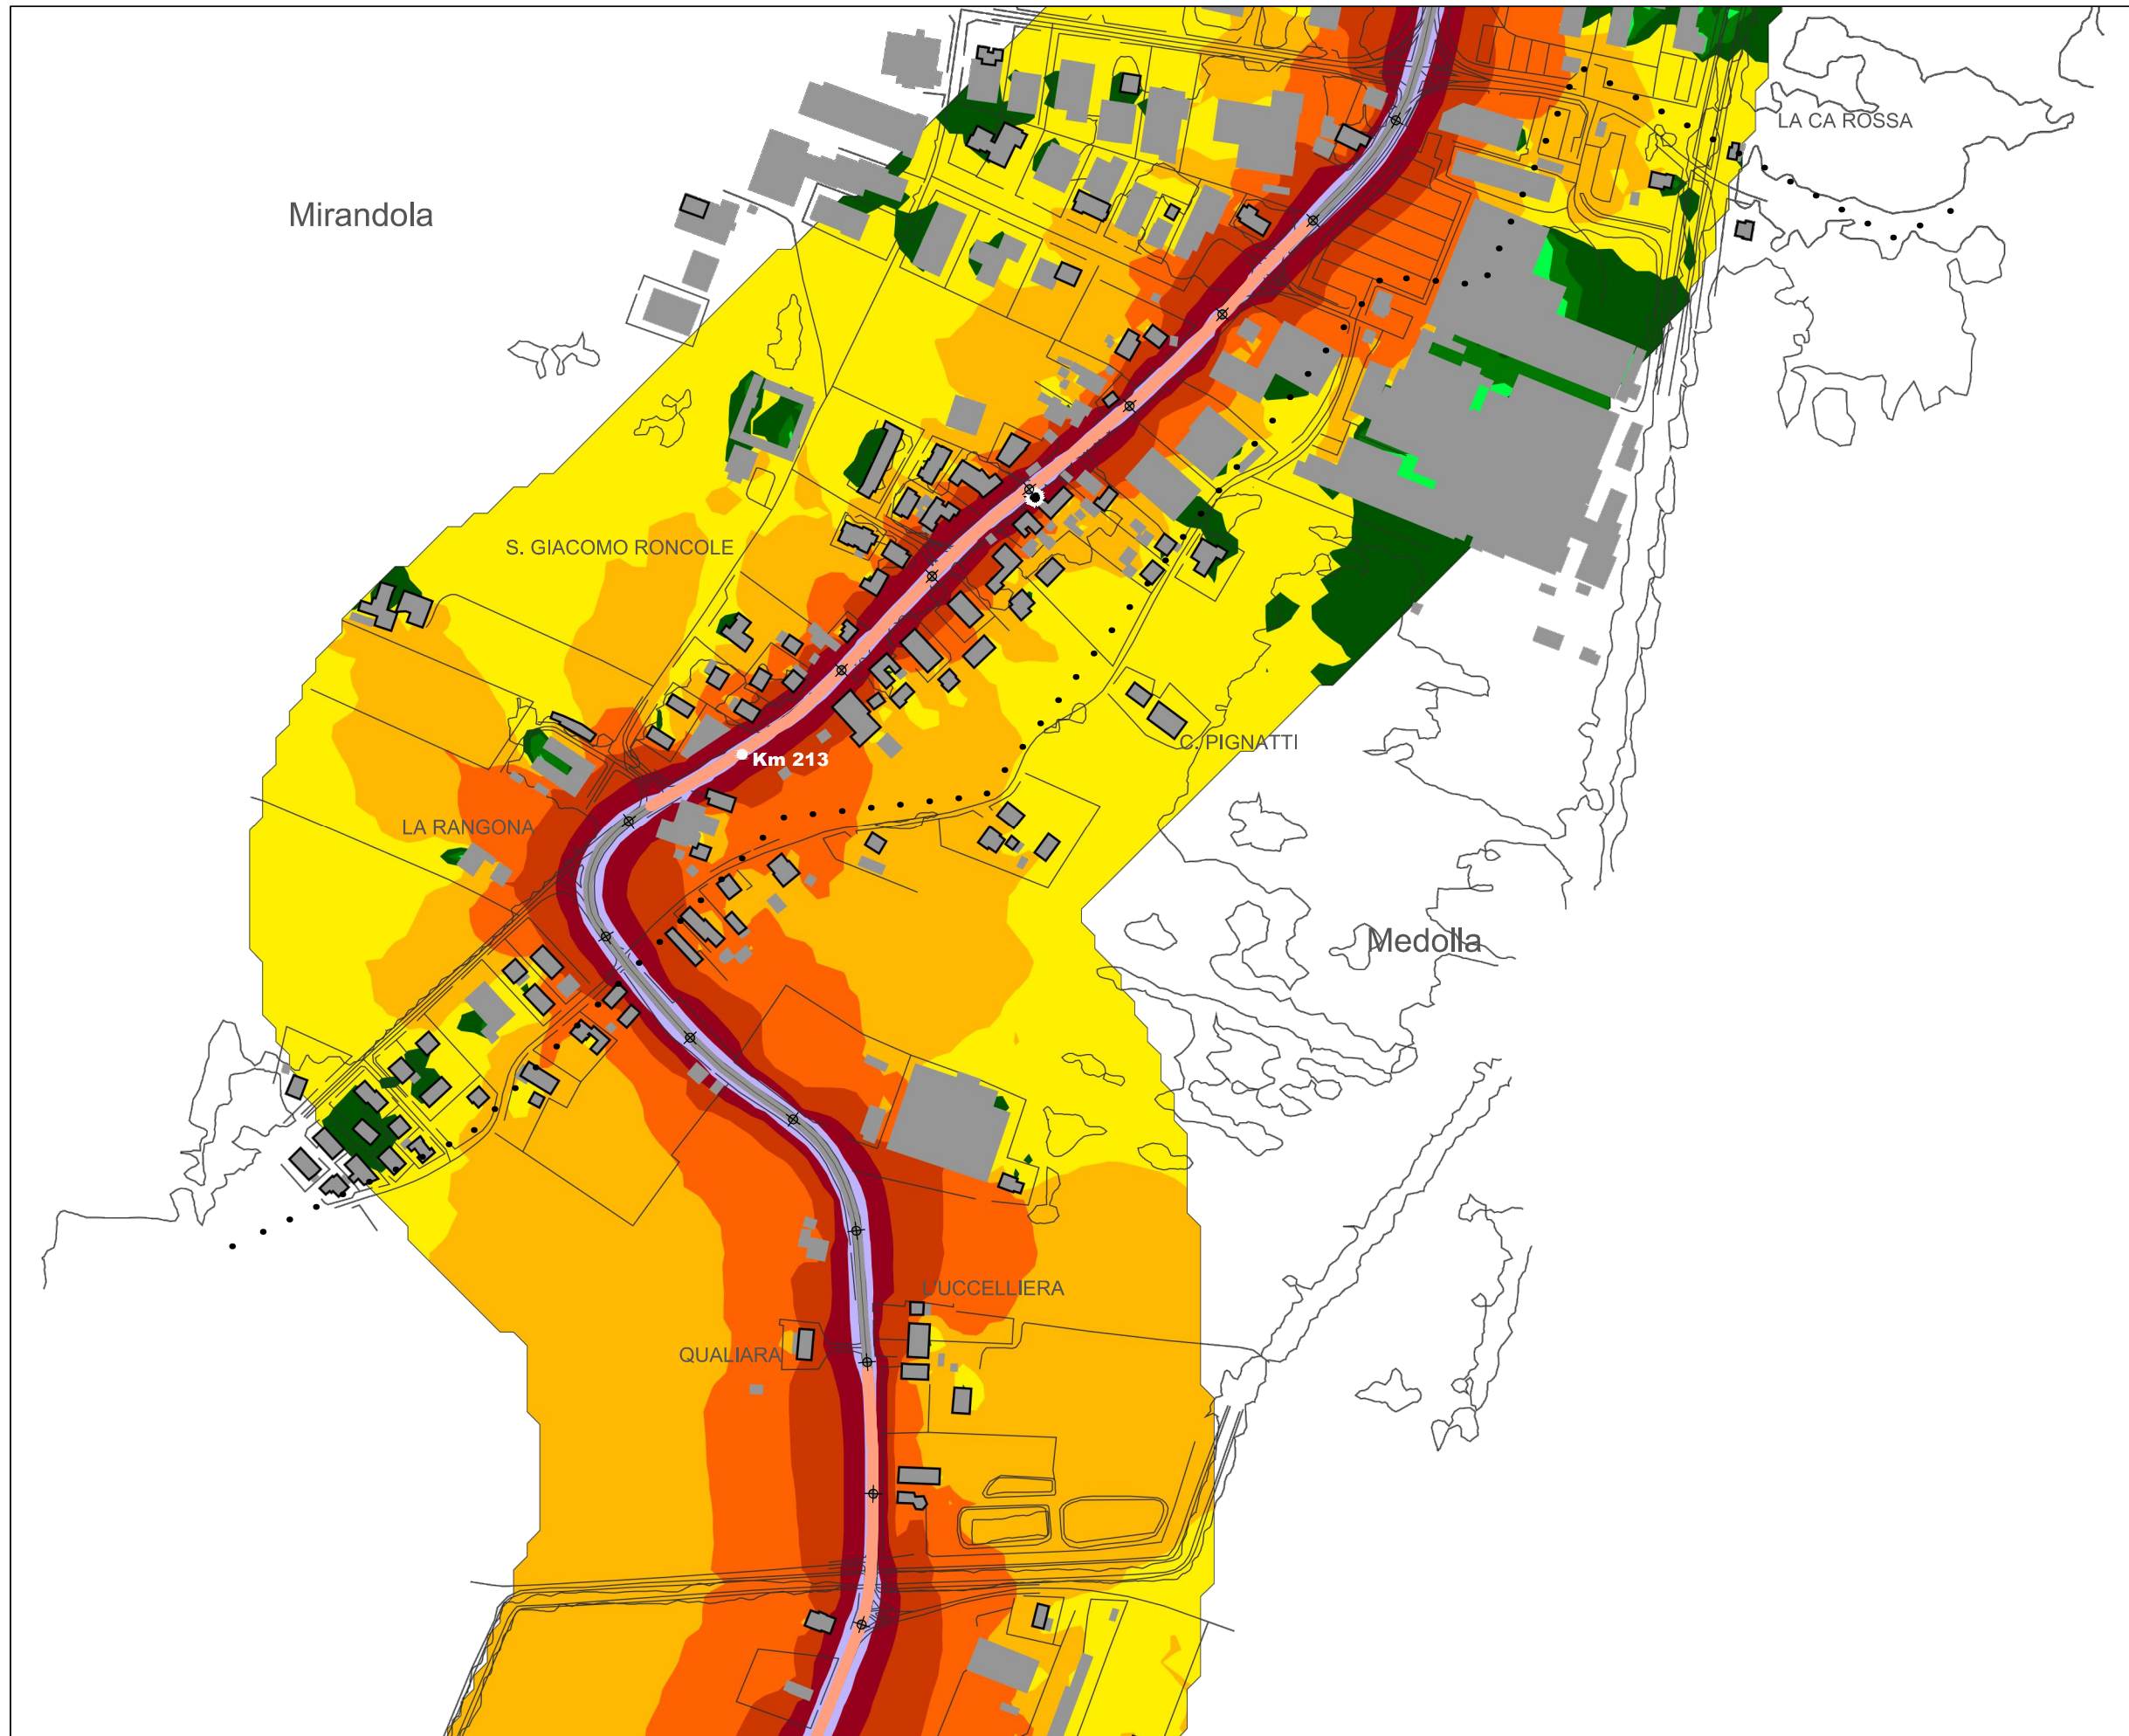 LA CA ROSSA
Mirandola
S. GIACOMO RONCOLE
C. PIGNATTI
Km 213
LA RANGONA
Medolla
L'UCCELLIERA
QUALIARA